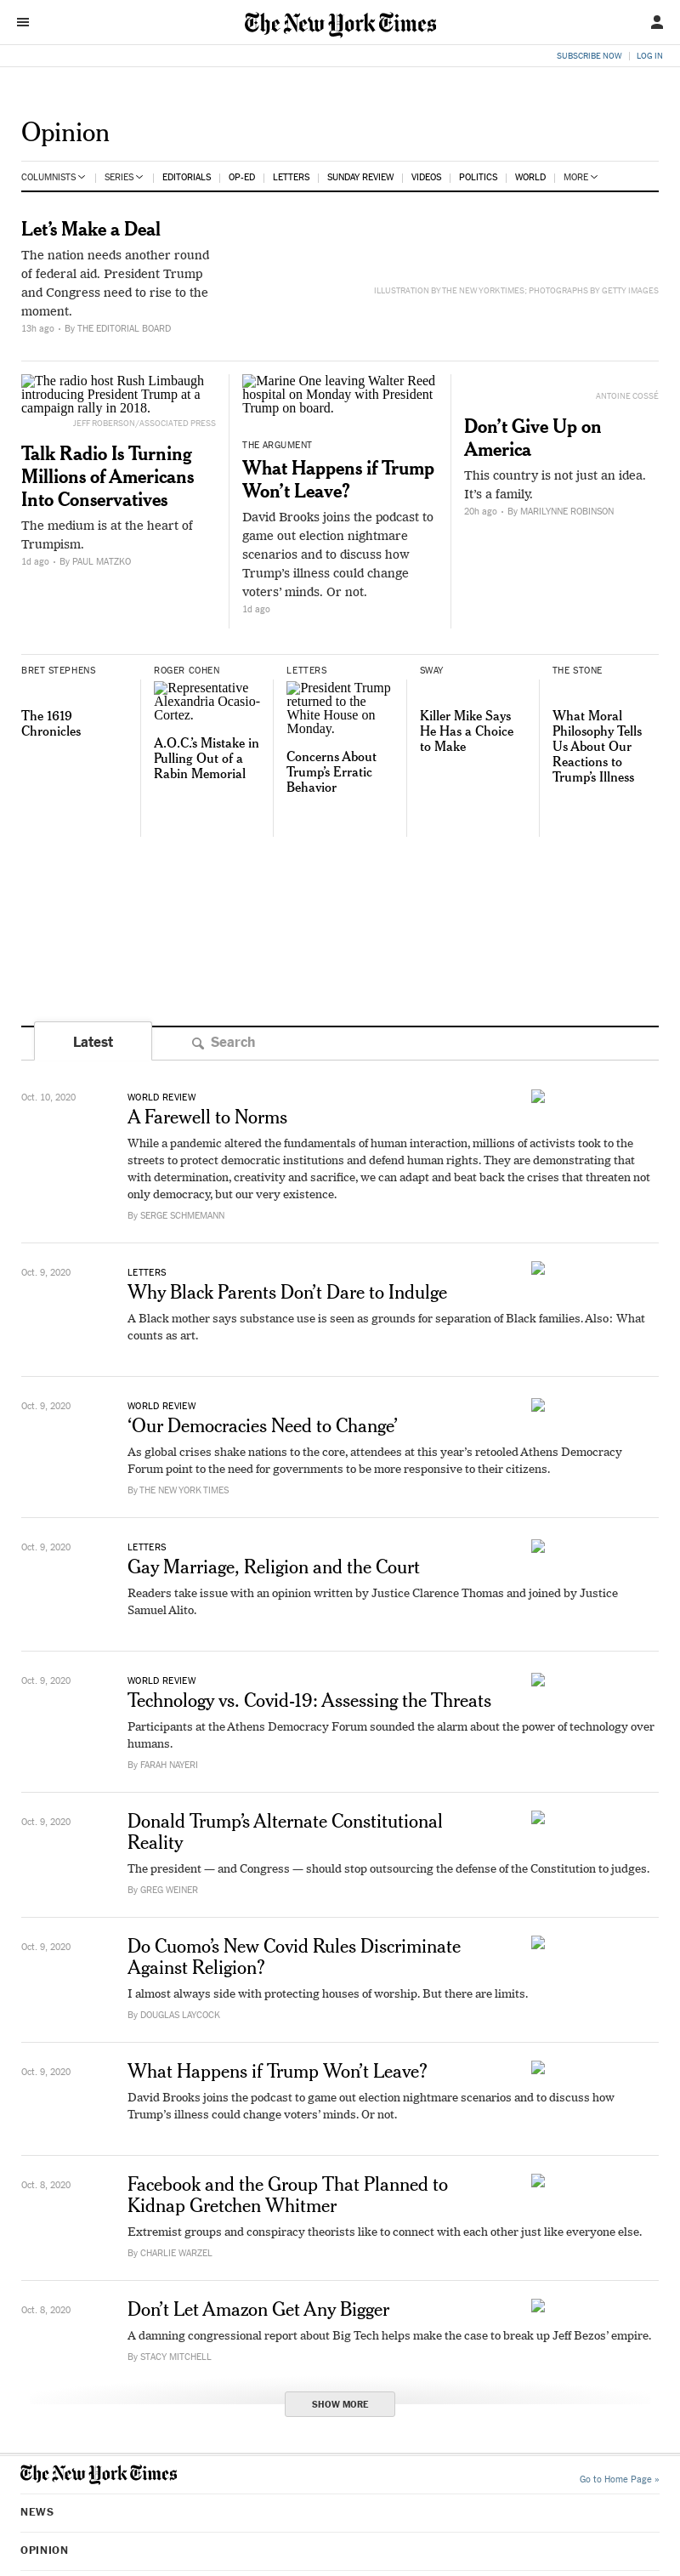 The New York Times
SUBSCRIBE NOW | LOG IN
Opinion
COLUMNISTS | SERIES | EDITORIALS | OP-ED | LETTERS | SUNDAY REVIEW | VIDEOS | POLITICS | WORLD | MORE
Let’s Make a Deal
The nation needs another round
of federal aid. President Trump
and Congress need to rise to the
moment.
13h ago • By THE EDITORIAL BOARD
ILLUSTRATION BY THE NEW YORK TIMES; PHOTOGRAPHS BY GETTY IMAGES
The radio host Rush Limbaugh
introducing President Trump at a
campaign rally in 2018.
JEFF ROBERSON/ASSOCIATED PRESS
Talk Radio Is Turning
Millions of Americans
Into Conservatives
The medium is at the heart of
Trumpism.
1d ago • By PAUL MATZKO
Marine One leaving Walter Reed
hospital on Monday with President
Trump on board.
THE ARGUMENT
What Happens if Trump
Won’t Leave?
David Brooks joins the podcast to
game out election nightmare
scenarios and to discuss how
Trump’s illness could change
voters’ minds. Or not.
1d ago
ANTOINE COSSÉ
Don’t Give Up on
America
This country is not just an idea.
It’s a family.
20h ago • By MARILYNNE ROBINSON
BRET STEPHENS
The 1619
Chronicles
ROGER COHEN
Representative
Alexandria Ocasio-
Cortez.
A.O.C.’s Mistake in
Pulling Out of a
Rabin Memorial
LETTERS
President Trump
returned to the
White House on
Monday.
Concerns About
Trump’s Erratic
Behavior
SWAY
Killer Mike Says
He Has a Choice
to Make
THE STONE
What Moral
Philosophy Tells
Us About Our
Reactions to
Trump’s Illness
Latest
Search
Oct. 10, 2020
WORLD REVIEW
A Farewell to Norms
While a pandemic altered the fundamentals of human interaction, millions of activists took to the
streets to protect democratic institutions and defend human rights. They are demonstrating that
with determination, creativity and sacrifice, we can adapt and beat back the crises that threaten not
only democracy, but our very existence.
By SERGE SCHMEMANN
Oct. 9, 2020
LETTERS
Why Black Parents Don’t Dare to Indulge
A Black mother says substance use is seen as grounds for separation of Black families. Also: What
counts as art.
Oct. 9, 2020
WORLD REVIEW
‘Our Democracies Need to Change’
As global crises shake nations to the core, attendees at this year’s retooled Athens Democracy
Forum point to the need for governments to be more responsive to their citizens.
By THE NEW YORK TIMES
Oct. 9, 2020
LETTERS
Gay Marriage, Religion and the Court
Readers take issue with an opinion written by Justice Clarence Thomas and joined by Justice
Samuel Alito.
Oct. 9, 2020
WORLD REVIEW
Technology vs. Covid-19: Assessing the Threats
Participants at the Athens Democracy Forum sounded the alarm about the power of technology over
humans.
By FARAH NAYERI
Oct. 9, 2020
Donald Trump’s Alternate Constitutional
Reality
The president — and Congress — should stop outsourcing the defense of the Constitution to judges.
By GREG WEINER
Oct. 9, 2020
Do Cuomo’s New Covid Rules Discriminate
Against Religion?
I almost always side with protecting houses of worship. But there are limits.
By DOUGLAS LAYCOCK
Oct. 9, 2020
What Happens if Trump Won’t Leave?
David Brooks joins the podcast to game out election nightmare scenarios and to discuss how
Trump’s illness could change voters’ minds. Or not.
Oct. 8, 2020
Facebook and the Group That Planned to
Kidnap Gretchen Whitmer
Extremist groups and conspiracy theorists like to connect with each other just like everyone else.
By CHARLIE WARZEL
Oct. 8, 2020
Don’t Let Amazon Get Any Bigger
A damning congressional report about Big Tech helps make the case to break up Jeff Bezos’ empire.
By STACY MITCHELL
SHOW MORE
The New York Times
Go to Home Page »
NEWS
OPINION